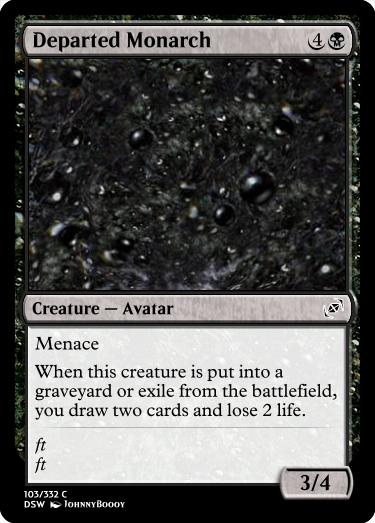 Departed Monarch 4
Creature — Avatar
Menace
When this creature is put into a
graveyard or exile from the battlefield,
you draw two cards and lose 2 life.
ft
ft
3/4
103/332 C
DSW JohnnyBoooy